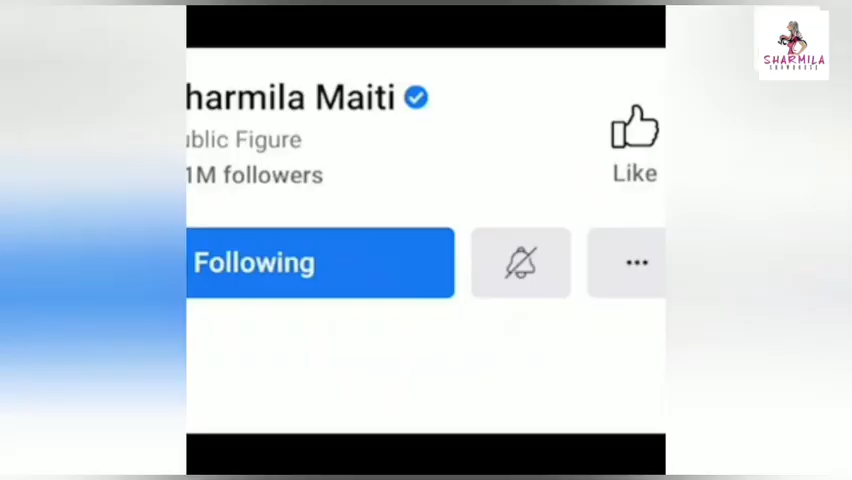 harmila Maiti
ublic Figure
1M followers
Like
Following
SHARMILA